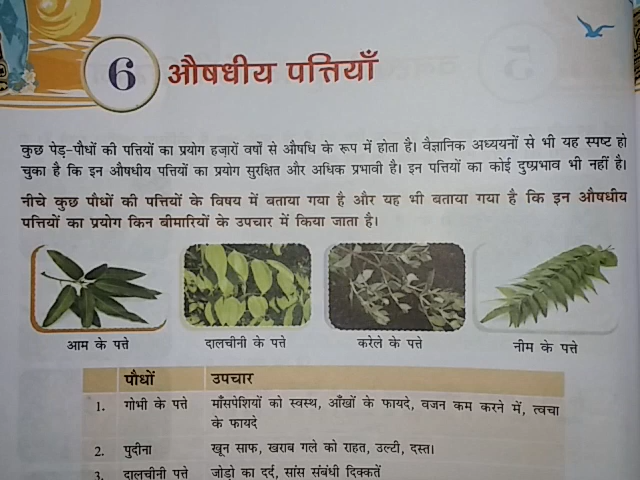 6 औषधीय पत्तियाँ
कुछ पेड़-पौधों की पत्तियों का प्रयोग हज़ारों वर्षों से औषधि के रूप में होता है। वैज्ञानिक अध्ययनों से भी यह स्पष्ट हो
चुका है कि इन औषधीय पत्तियों का प्रयोग सुरक्षित और अधिक प्रभावी है। इन पत्तियों का कोई दुष्प्रभाव भी नहीं है।
नीचे कुछ पौधों की पत्तियों के विषय में बताया गया है और यह भी बताया गया है कि इन औषधीय
पत्तियों का प्रयोग किन बीमारियों के उपचार में किया जाता है।
आम के पत्ते दालचीनी के पत्ते करेले के पत्ते नीम के पत्ते
पौधों उपचार
1. गोभी के पत्ते माँसपेशियों को स्वस्थ, आँखों के फायदे, वजन कम करने में, त्वचा
के फायदे
2. पुदीना खून साफ, खराब गले को राहत, उल्टी, दस्त।
3. दालचीनी पत्ते जोड़ो का दर्द, सांस संबंधी दिक्कतें